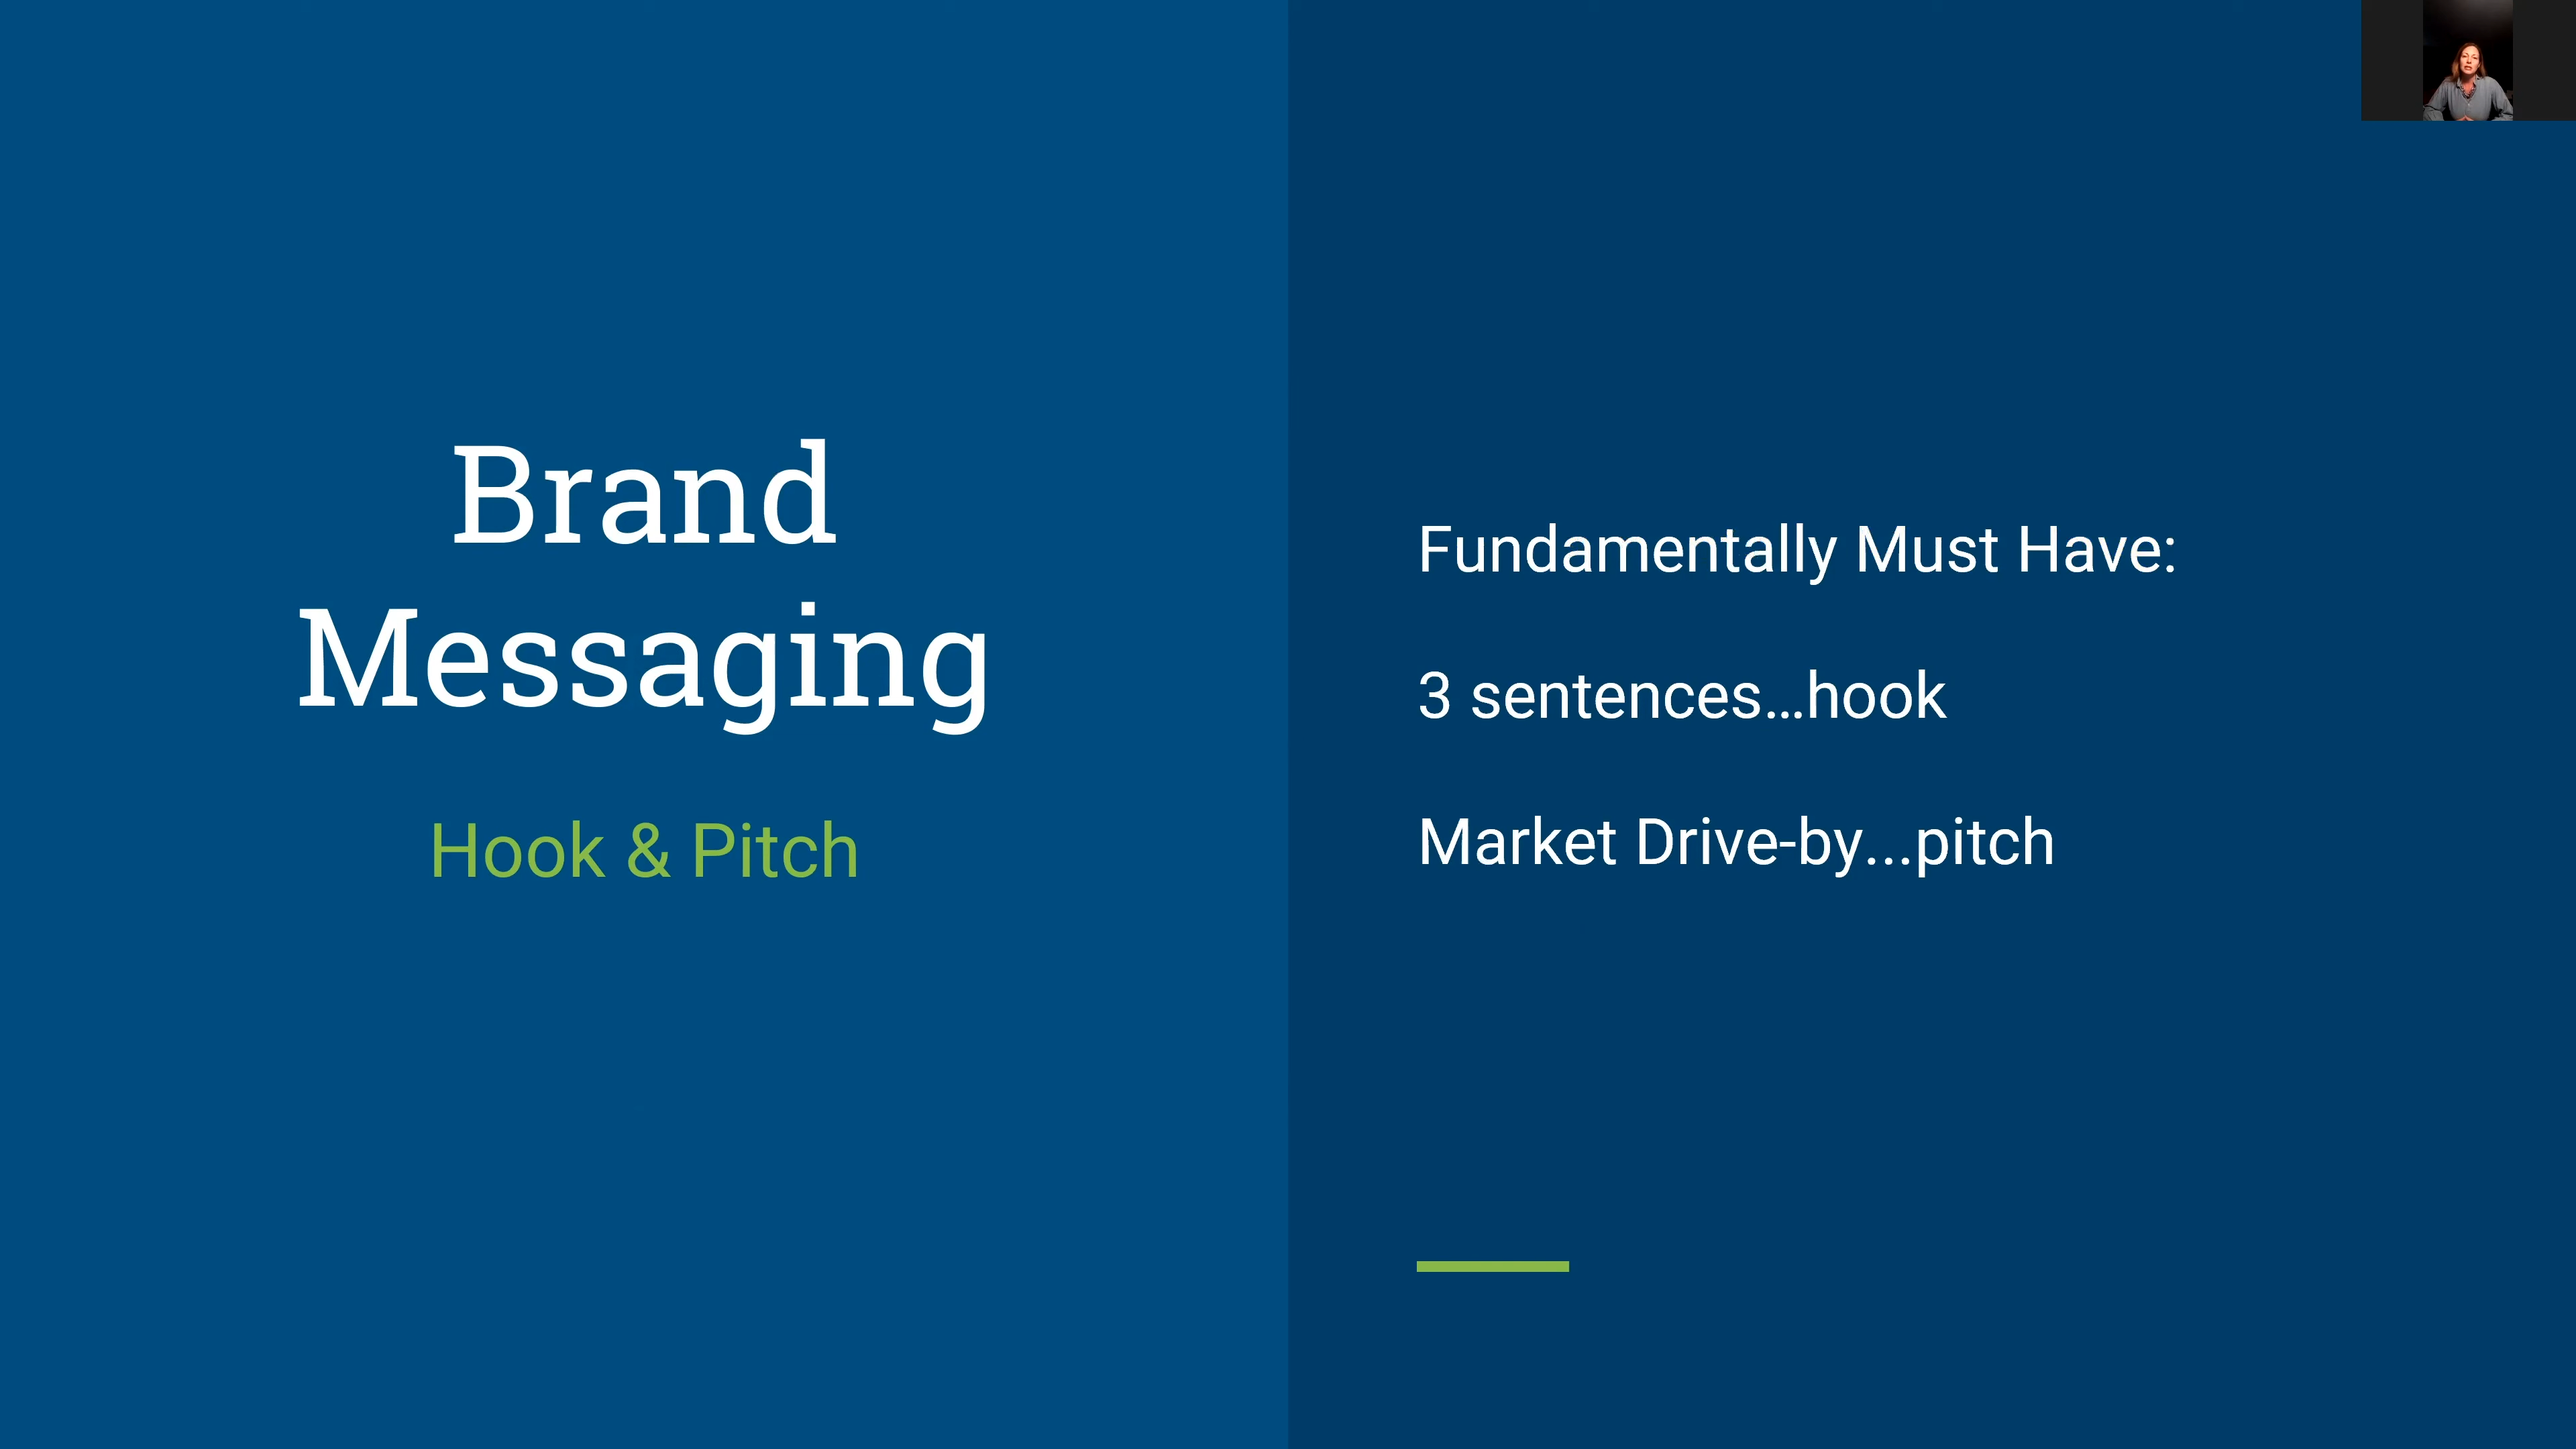 Brand
Messaging
Hook & Pitch
Fundamentally Must Have:
3 sentences…hook
Market Drive-by...pitch